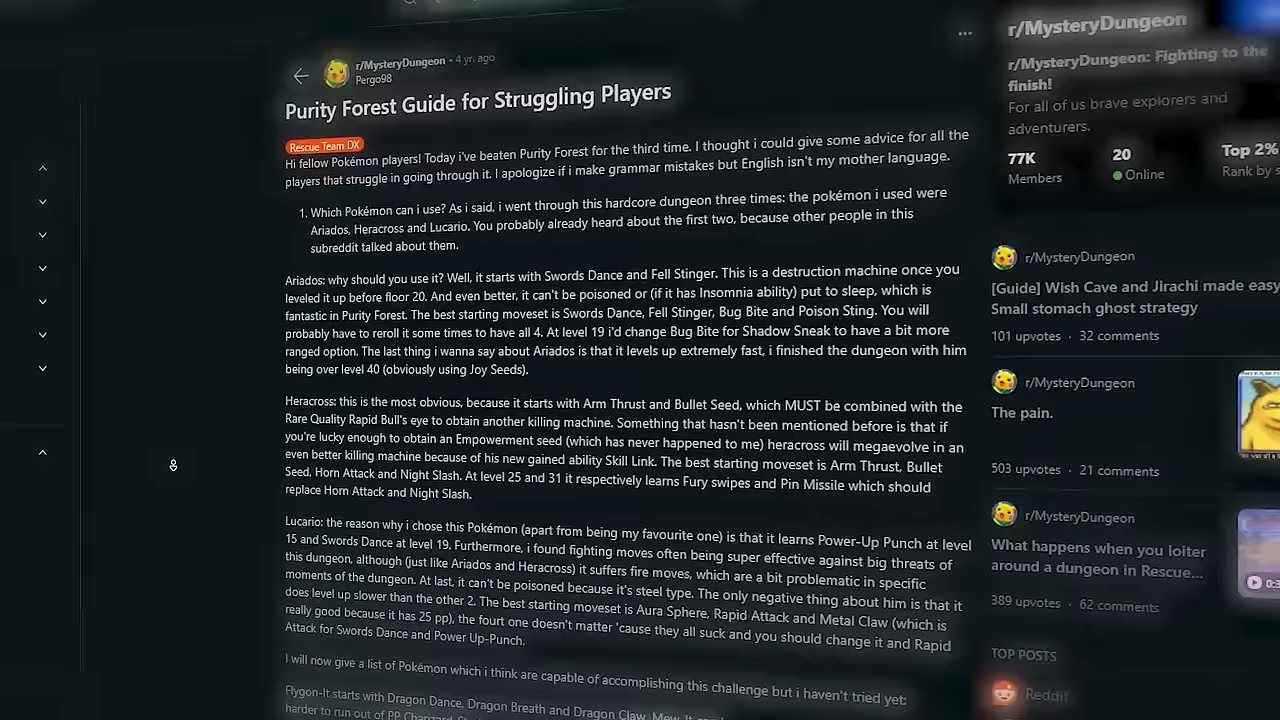 r/MysteryDungeon • 4 yr. ago
Pergo98
Purity Forest Guide for Struggling Players
Rescue Team DX
Hi fellow Pokémon players! Today i've beaten Purity Forest for the third time. I thought i could give some advice for all the
players that struggle in going through it. I apologize if i make grammar mistakes but English isn't my mother language.
1. Which Pokémon can i use? As i said, i went through this hardcore dungeon three times: the pokémon i used were
Ariados, Heracross and Lucario. You probably already heard about the first two, because other people in this
subreddit talked about them.
Ariados: why should you use it? Well, it starts with Swords Dance and Fell Stinger. This is a destruction machine once you
leveled it up before floor 20. And even better, it can't be poisoned or (if it has Insomnia ability) put to sleep, which is
fantastic in Purity Forest. The best starting moveset is Swords Dance, Fell Stinger, Bug Bite and Poison Sting. You will
probably have to reroll it some times to have all 4. At level 19 i'd change Bug Bite for Shadow Sneak to have a bit more
ranged option. The last thing i wanna say about Ariados is that it levels up extremely fast, i finished the dungeon with him
being over level 40 (obviously using Joy Seeds).
Heracross: this is the most obvious, because it starts with Arm Thrust and Bullet Seed, which MUST be combined with the
Rare Quality Rapid Bull's eye to obtain another killing machine. Something that hasn't been mentioned before is that if
you're lucky enough to obtain an Empowerment seed (which has never happened to me) heracross will megaevolve in an
even better killing machine because of his new gained ability Skill Link. The best starting moveset is Arm Thrust, Bullet
Seed, Horn Attack and Night Slash. At level 25 and 31 it respectively learns Fury swipes and Pin Missile which should
replace Horn Attack and Night Slash.
Lucario: the reason why i chose this Pokémon (apart from being my favourite one) is that it learns Power-Up Punch at level
15 and Swords Dance at level 19. Furthermore, i found fighting moves often being super effective against big threats of
this dungeon, although (just like Ariados and Heracross) it suffers fire moves, which are a bit problematic in specific
moments of the dungeon. At last, it can't be poisoned because it's steel type. The only negative thing about him is that it
does level up slower than the other 2. The best starting moveset is Aura Sphere, Rapid Attack and Metal Claw (which is
really good because it has 25 pp), the fourt one doesn't matter 'cause they all suck and you should change it and Rapid
Attack for Swords Dance and Power Up-Punch.
I will now give a list of Pokémon which i think are capable of accomplishing this challenge but i haven't tried yet:
Flygon-It starts with Dragon Dance, Dragon Breath and Dragon Claw. Mew. It
harder to run out of PP
r/MysteryDungeon
r/MysteryDungeon: Fighting to the
finish!
For all of us brave explorers and
adventurers.
77K
Members
20
Online
Top 2%
Rank by
r/MysteryDungeon
[Guide] Wish Cave and Jirachi made easy
Small stomach ghost strategy
101 upvotes · 32 comments
r/MysteryDungeon
The pain.
503 upvotes · 21 comments
r/MysteryDungeon
What happens when you loiter
around a dungeon in Rescue...
389 upvotes · 62 comments
TOP POSTS
Reddit